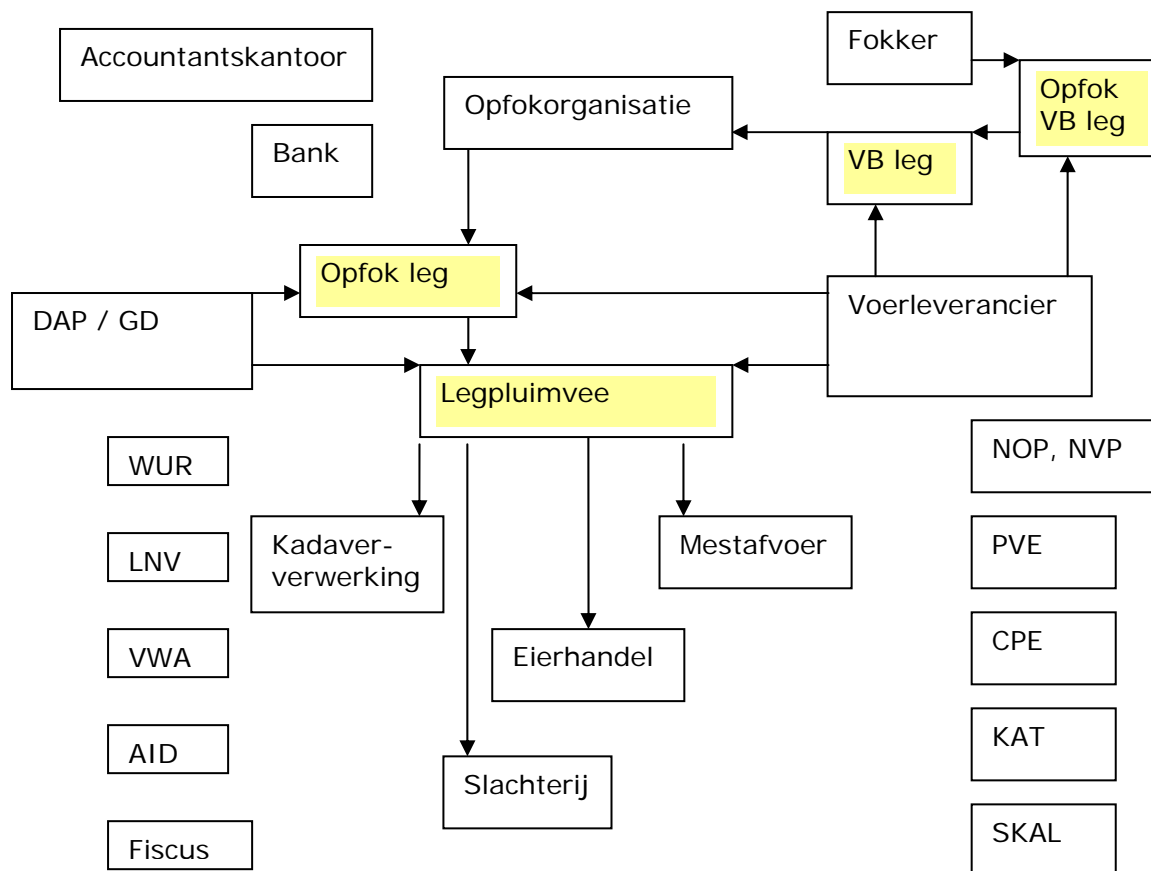 Fokker
Accountantskantoor
Opfokorganisatie
Opfok
VB leg
Bank
VB leg
Opfok leg
DAP / GD
Voerleverancier
Legpluimvee
WUR
NOP, NVP
Kadaver-
verwerking
Mestafvoer
LNV
PVE
VWA
Eierhandel
CPE
AID
KAT
Slachterij
Fiscus
SKAL